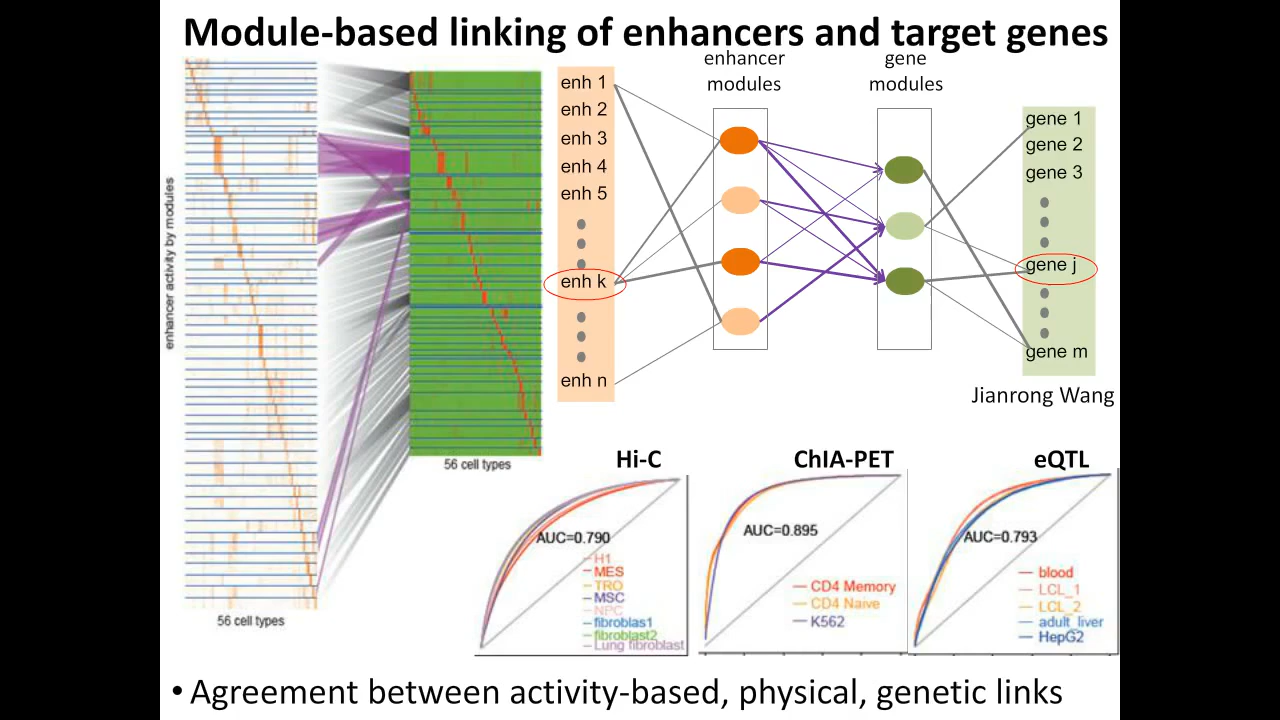 Module-based linking of enhancers and target genes
enhancer activity by modules
56 cell types
56 cell types
enh 1
enh 2
enh 3
enh 4
enh 5
enh k
enh n
enhancer
modules
gene
modules
gene 1
gene 2
gene 3
gene j
gene m
Jianrong Wang
Hi-C
AUC=0.790
H1
MES
TRO
MSC
NPC
fibroblas1
fibroblast2
Lung fibroblast
ChIA-PET
AUC=0.895
CD4 Memory
CD4 Naive
K562
eQTL
AUC=0.793
blood
LCL_1
LCL_2
adult_liver
HepG2
• Agreement between activity-based, physical, genetic links